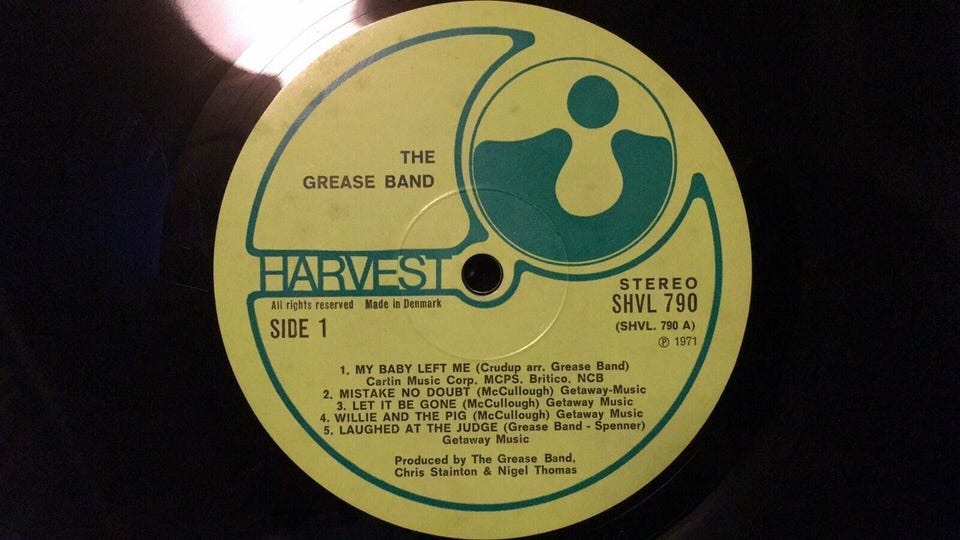 THE
GREASE BAND
HARVEST
All rights reserved Made in Denmark
SIDE 1
STEREO
SHVL 790
(SHVL. 790 A)
℗ 1971
1. MY BABY LEFT ME (Crudup arr. Grease Band)
Carlin Music Corp. MCPS. Britico. NCB
2. MISTAKE NO DOUBT (McCullough) Getaway-Music
3. LET IT BE GONE (McCullough) Getaway Music
4. WILLIE AND THE PIG (McCullough) Getaway Music
5. LAUGHED AT THE JUDGE (Grease Band - Spenner)
Getaway Music
Produced by The Grease Band,
Chris Stainton & Nigel Thomas